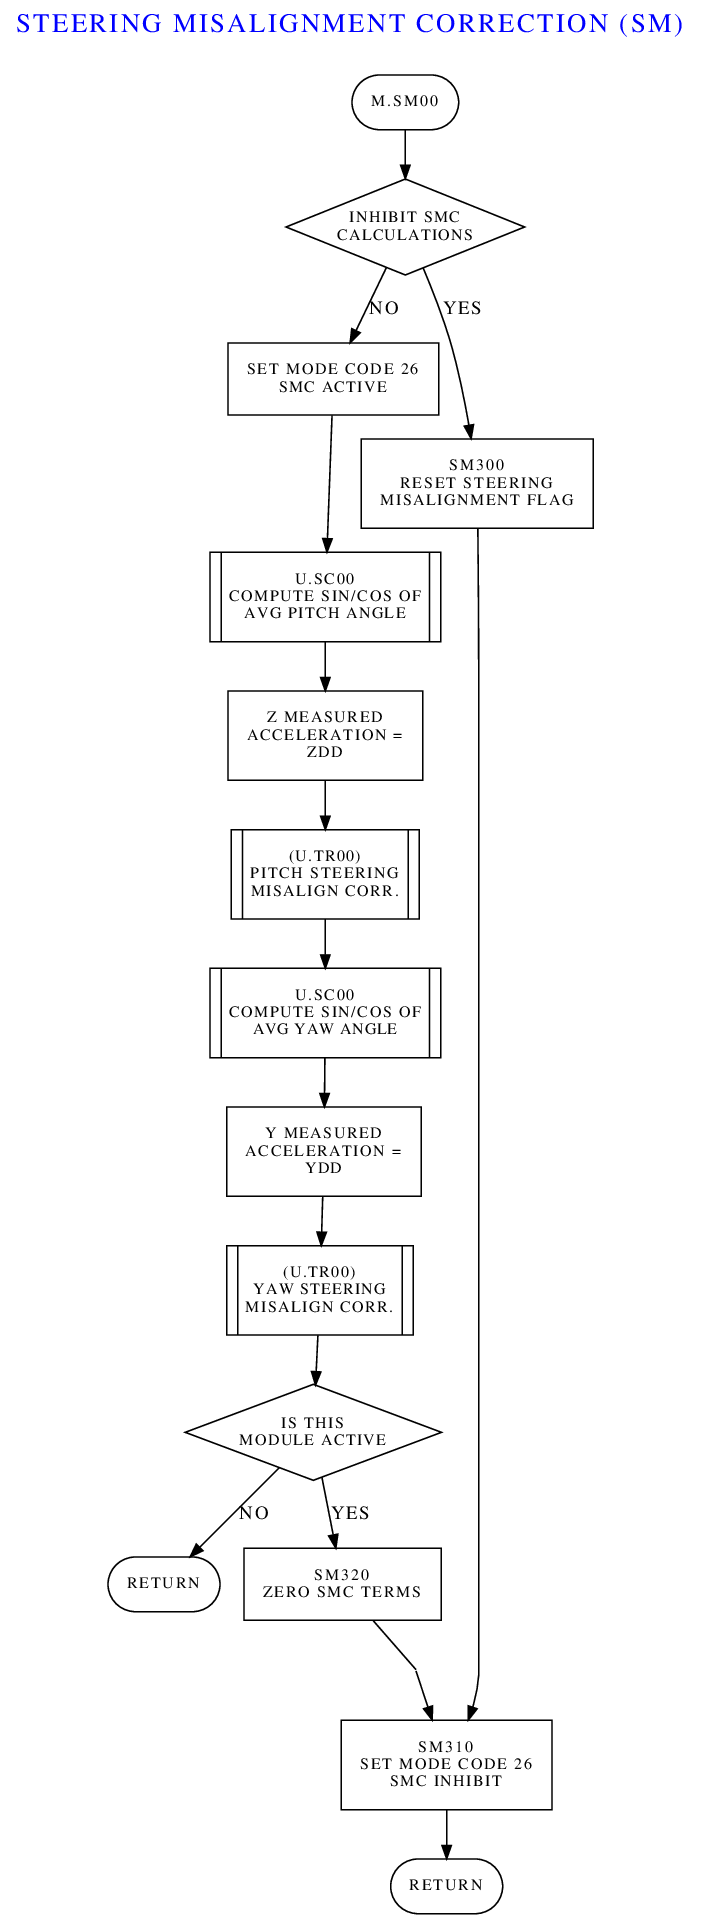 STEERING MISALIGNMENT CORRECTION (SM)
M.SM00
INHIBIT SMC
CALCULATIONS
NO
YES
SET MODE CODE 26
SMC ACTIVE
SM300
RESET STEERING
MISALIGNMENT FLAG
U.SC00
COMPUTE SIN/COS OF
AVG PITCH ANGLE
Z MEASURED
ACCELERATION =
ZDD
(U.TR00)
PITCH STEERING
MISALIGN CORR.
U.SC00
COMPUTE SIN/COS OF
AVG YAW ANGLE
Y MEASURED
ACCELERATION =
YDD
(U.TR00)
YAW STEERING
MISALIGN CORR.
IS THIS
MODULE ACTIVE
NO
YES
RETURN
SM320
ZERO SMC TERMS
SM310
SET MODE CODE 26
SMC INHIBIT
RETURN